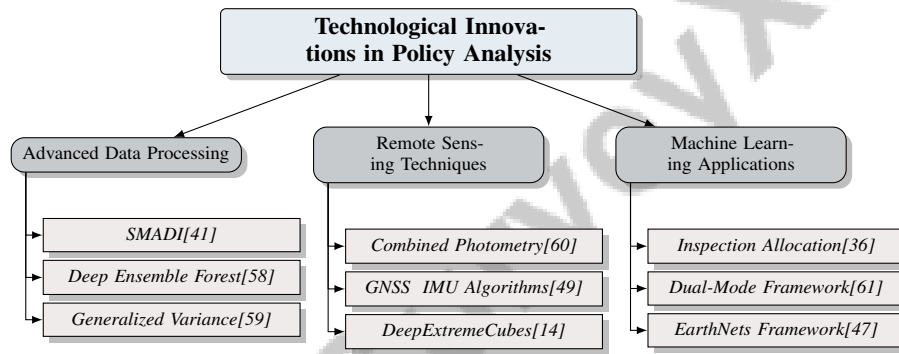 Technological Innova-
tions in Policy Analysis
Advanced Data Processing
SMADI[41]
Deep Ensemble Forest[58]
Generalized Variance[59]
Remote Sens-
ing Techniques
Combined Photometry[60]
GNSS IMU Algorithms[49]
DeepExtremeCubes[14]
Machine Learn-
ing Applications
Inspection Allocation[36]
Dual-Mode Framework[61]
EarthNets Framework[47]